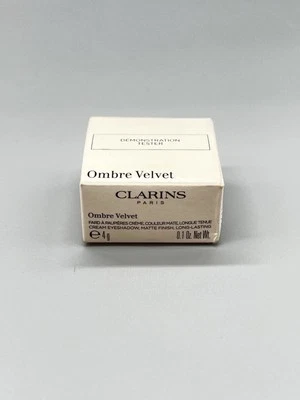 DEMONSTRATION
TESTER
Ombre Velvet
CLARINS
PARIS
Ombre Velvet
FARD À PAUPIÈRES CRÈME, COULEUR MATE, LONGUE TENUE
CREAM EYESHADOW, MATTE FINISH, LONG-LASTING
e 4 g 0.1 Oz. Net Wt.